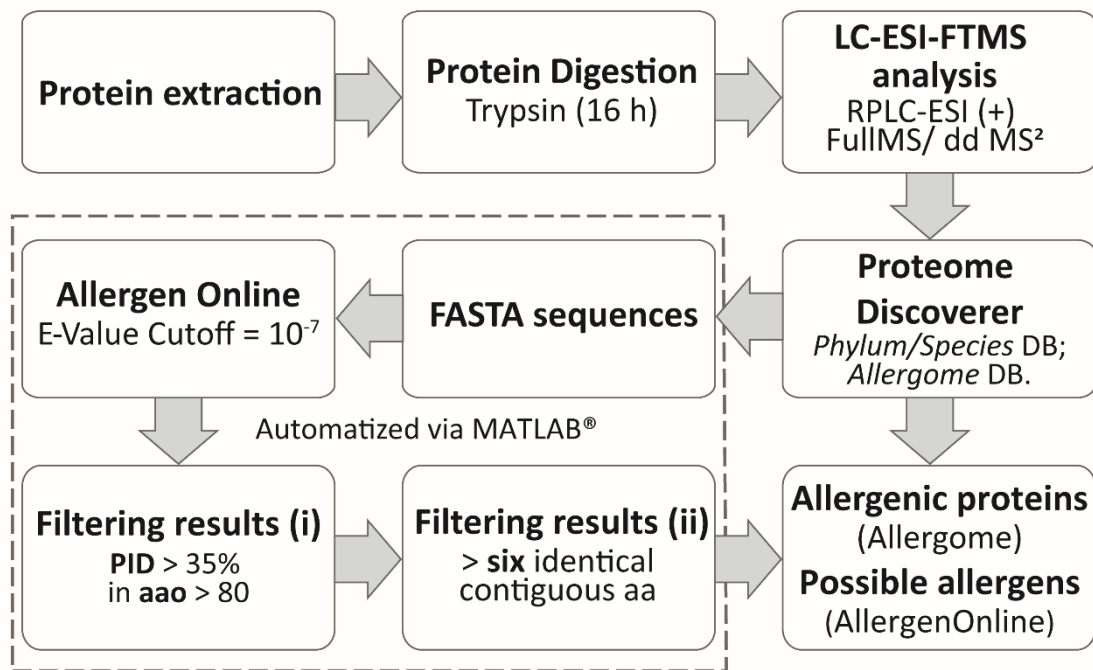 Protein extraction
Protein Digestion
Trypsin (16 h)
LC-ESI-FTMS
analysis
RPLC-ESI (+)
FullMS/ dd MS²
Allergen Online
E-Value Cutoff = 10⁻⁷
FASTA sequences
Proteome
Discoverer
Phylum/Species DB;
Allergome DB.
Automatized via MATLAB®
Filtering results (i)
PID > 35%
in aao > 80
Filtering results (ii)
> six identical
contiguous aa
Allergenic proteins
(Allergome)
Possible allergens
(AllergenOnline)